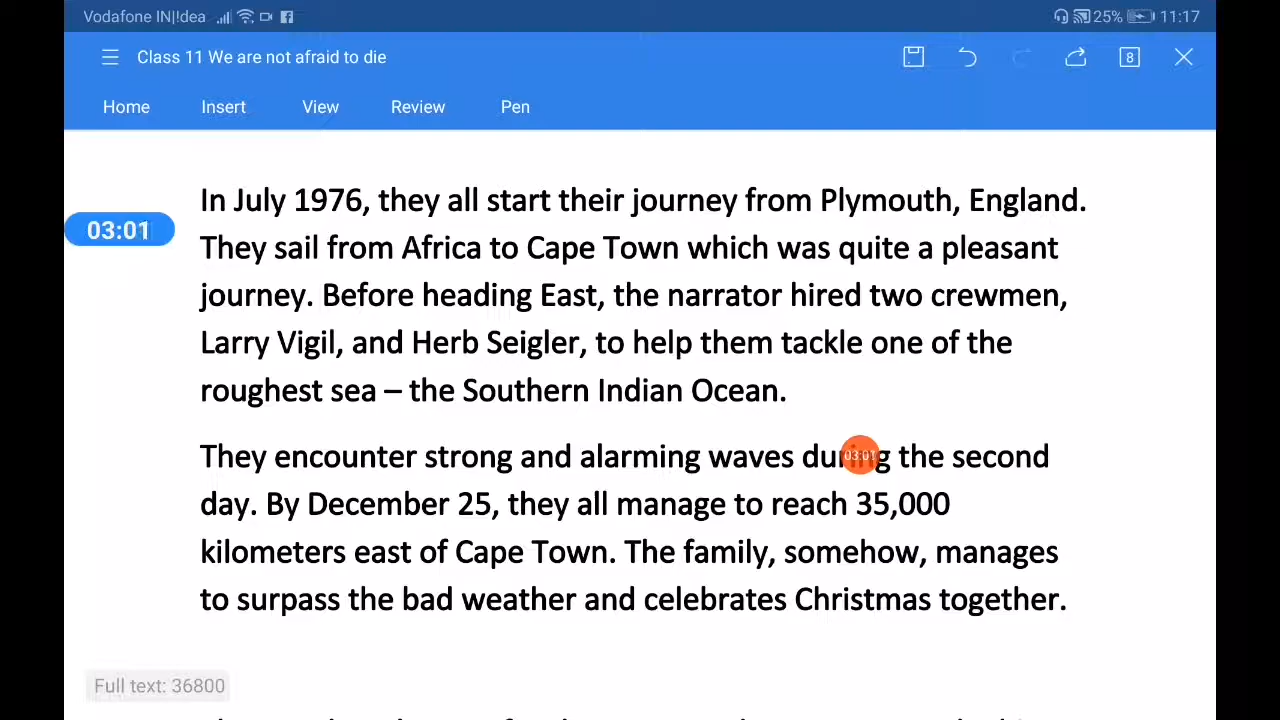 Vodafone IN|!dea 25% 11:17
Class 11 We are not afraid to die 8
Home Insert View Review Pen
In July 1976, they all start their journey from Plymouth, England.
03:01
They sail from Africa to Cape Town which was quite a pleasant
journey. Before heading East, the narrator hired two crewmen,
Larry Vigil, and Herb Seigler, to help them tackle one of the
roughest sea – the Southern Indian Ocean.
They encounter strong and alarming waves during the second
03:01
day. By December 25, they all manage to reach 35,000
kilometers east of Cape Town. The family, somehow, manages
to surpass the bad weather and celebrates Christmas together.
Full text: 36800